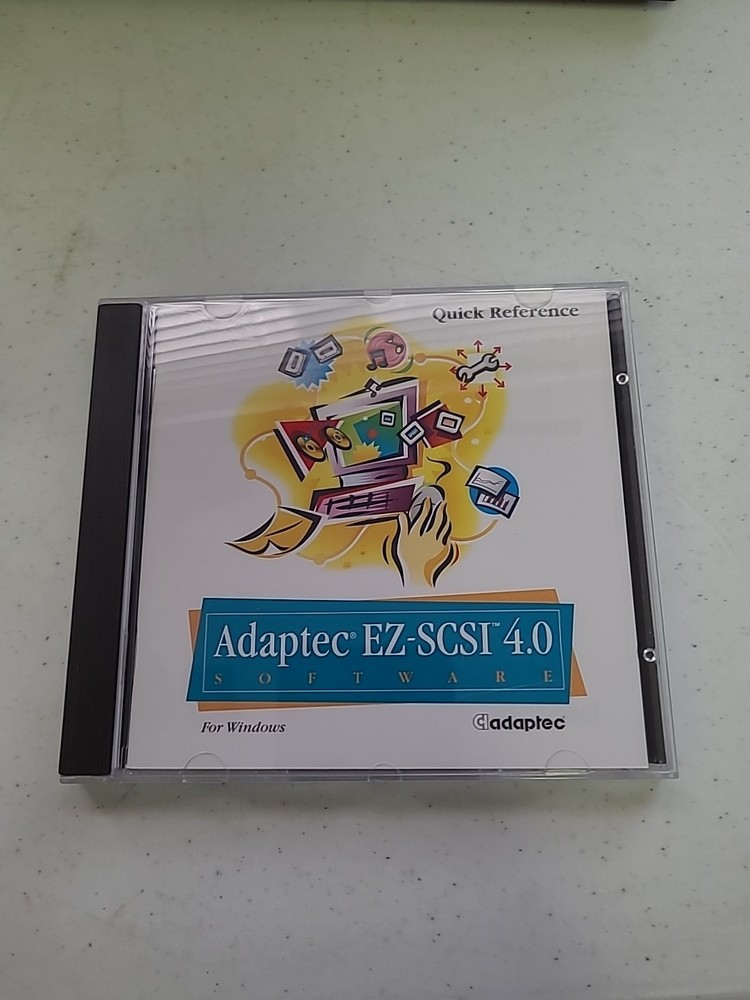 Quick Reference
Adaptec® EZ-SCSI™ 4.0
SOFTWARE
For Windows
adaptec